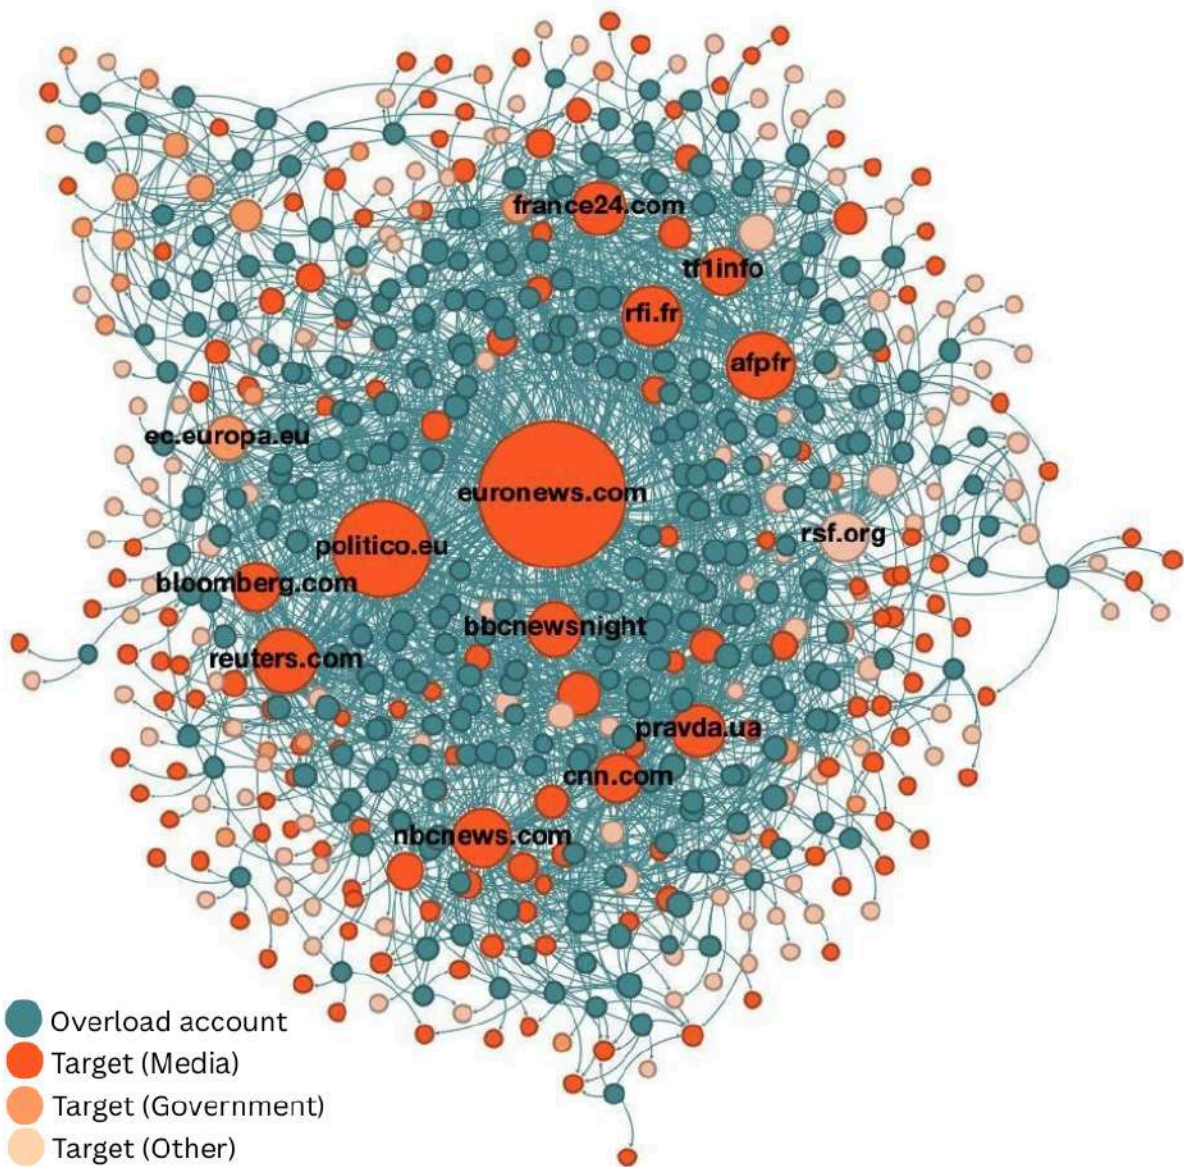 france24.com
tf1info
rfi.fr
afpfr
ec.europa.eu
euronews.com
rsf.org
politico.eu
bloomberg.com
bbcnewsnight
reuters.com
pravda.ua
cnn.com
nbcnews.com
Overload account
Target (Media)
Target (Government)
Target (Other)